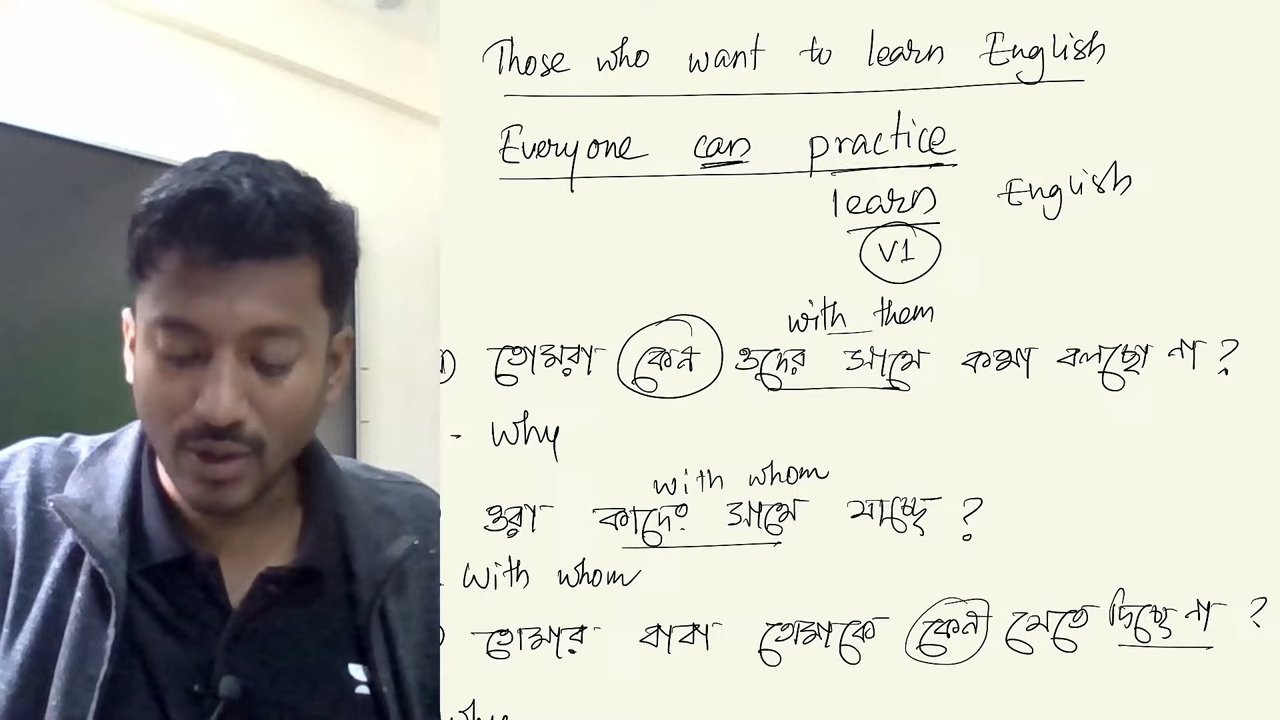 Those who want to learn English
Everyone can practice
learn English
V1
with them
তোমরা কেন ওদের সাথে কথা বলছো না ?
- Why
with whom
ওরা কাদের সাথে যাচ্ছে ?
- With whom
তোমার বাবা তোমাকে কেন যেতে দিচ্ছে না ?
Why